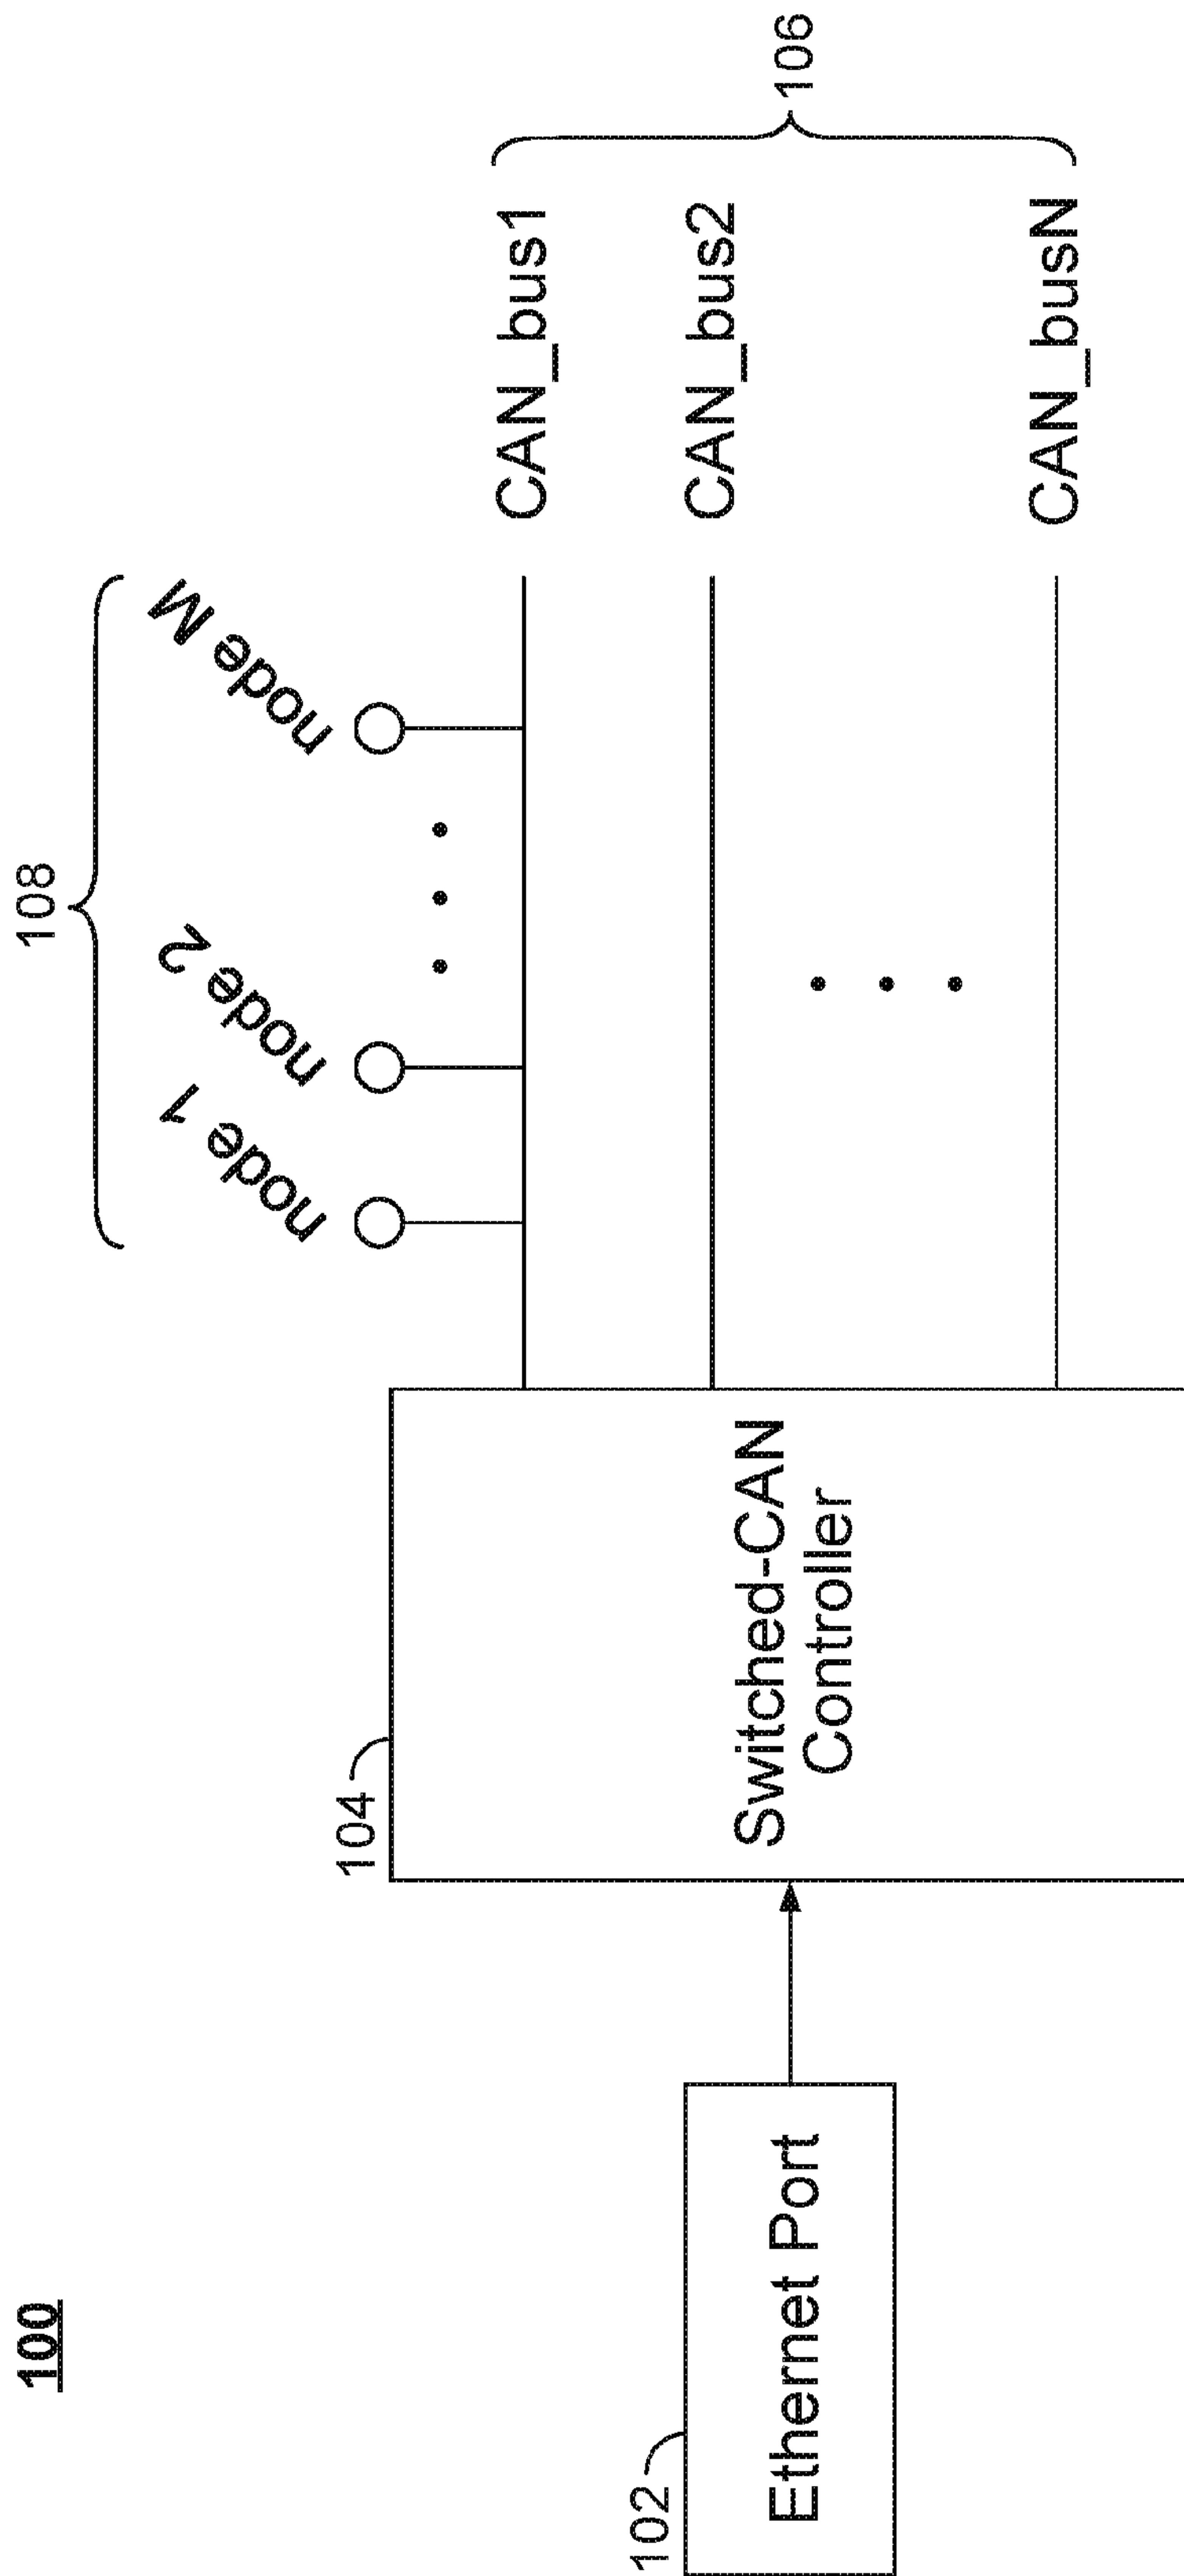 100
108
node 1
node 2
node M
104
102
Ethernet Port
Switched-CAN
Controller
CAN_bus1
CAN_bus2
CAN_busN
106